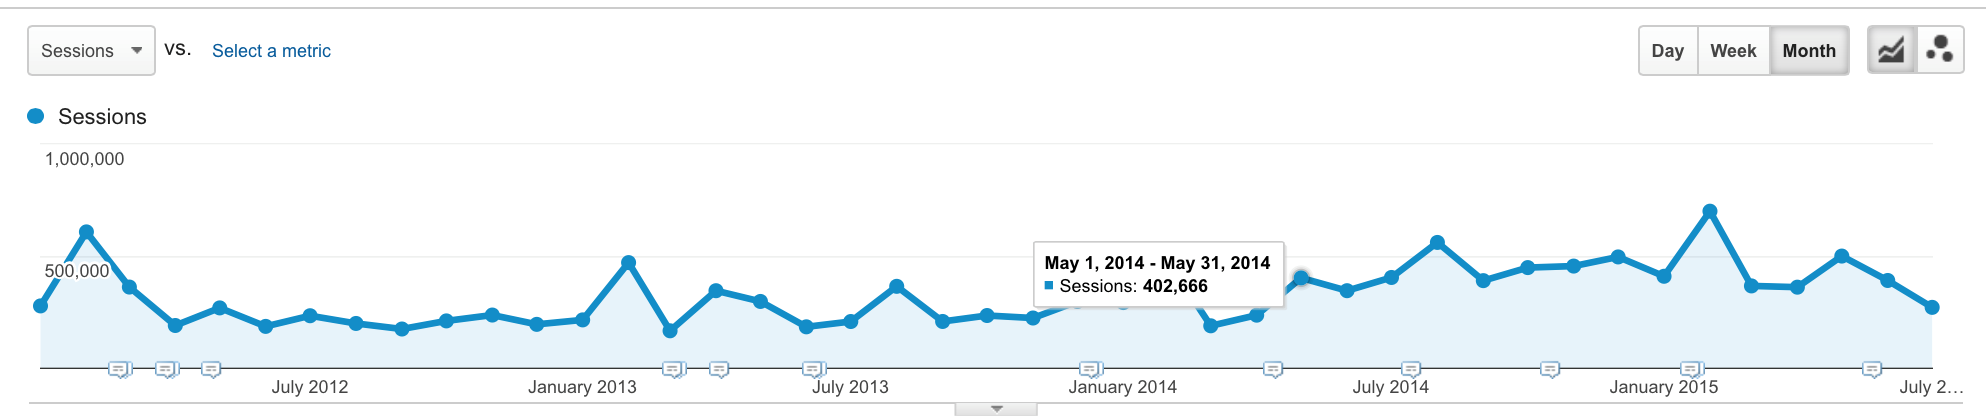 Sessions vs. Select a metric
Day Week Month
Sessions
1,000,000
500,000
May 1, 2014 - May 31, 2014
Sessions: 402,666
July 2012 January 2013 July 2013 January 2014 July 2014 January 2015 July 2...